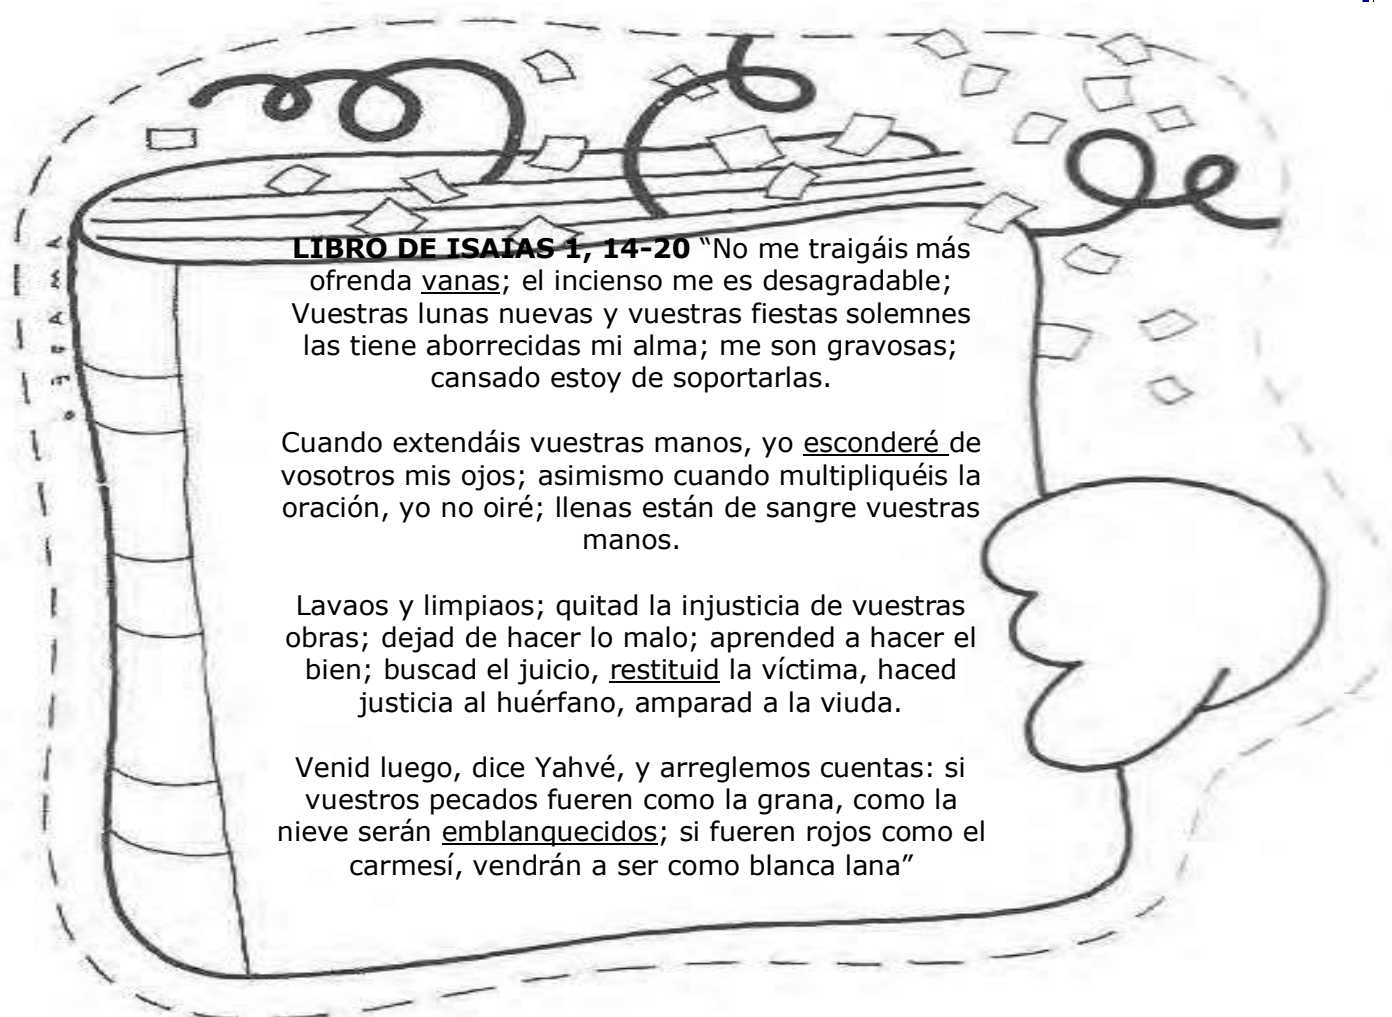 LIBRO DE ISAIAS 1, 14-20 “No me traigáis más
ofrenda vanas; el incienso me es desagradable;
Vuestras lunas nuevas y vuestras fiestas solemnes
las tiene aborrecidas mi alma; me son gravosas;
cansado estoy de soportarlas.
Cuando extendáis vuestras manos, yo esconderé de
vosotros mis ojos; asimismo cuando multipliquéis la
oración, yo no oiré; llenas están de sangre vuestras
manos.
Lavaos y limpiaos; quitad la injusticia de vuestras
obras; dejad de hacer lo malo; aprended a hacer el
bien; buscad el juicio, restituid la víctima, haced
justicia al huérfano, amparad a la viuda.
Venid luego, dice Yahvé, y arreglemos cuentas: si
vuestros pecados fueren como la grana, como la
nieve serán emblanquecidos; si fueren rojos como el
carmesí, vendrán a ser como blanca lana”